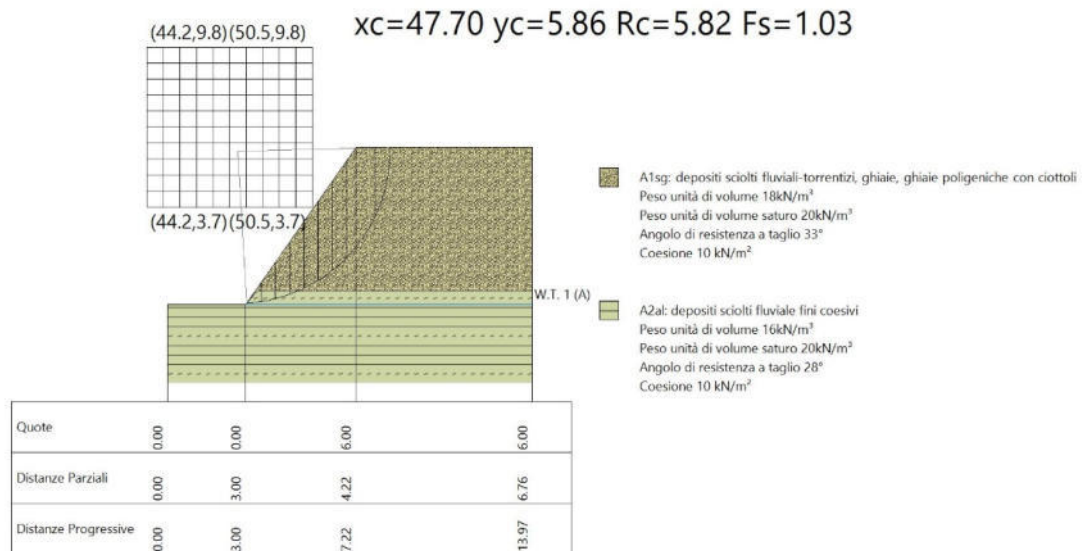 xc=47.70 yc=5.86 Rc=5.82 Fs=1.03
(44.2,9.8) (50.5,9.8)
(44.2,3.7) (50.5,3.7)
W.T. 1 (A)
A1sg: depositi sciolti fluviali-torrentizi, ghiaie, ghiaie poligeniche con ciottoli
Peso unità di volume 18kN/m³
Peso unità di volume saturo 20kN/m³
Angolo di resistenza a taglio 33°
Coesione 10 kN/m²
A2al: depositi sciolti fluviale fini coesivi
Peso unità di volume 16kN/m³
Peso unità di volume saturo 20kN/m³
Angolo di resistenza a taglio 28°
Coesione 10 kN/m²
Quote 0.00 0.00 6.00 6.00
Distanze Parziali 0.00 3.00 4.22 6.76
Distanze Progressive 0.00 3.00 7.22 13.97